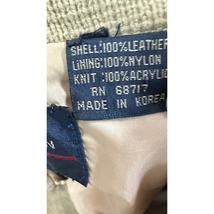 SHELL:100%LEATHER
LINING:100%NYLON
KNIT :100%ACRYLIC
RN 68717
MADE IN KOREA
N